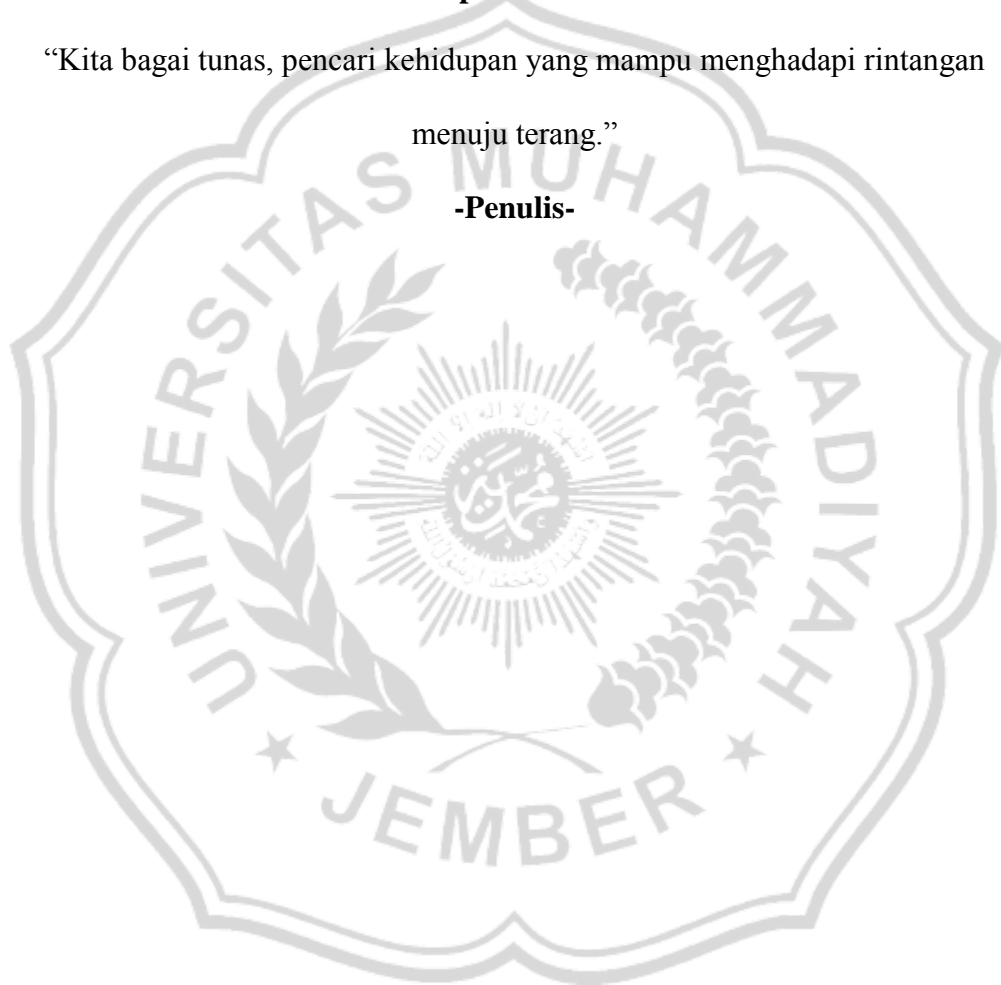 “Kita bagai tunas, pencari kehidupan yang mampu menghadapi rintangan
menuju terang.”
-Penulis-
UNIVERSITAS MUHAMMADIYAH
JEMBER